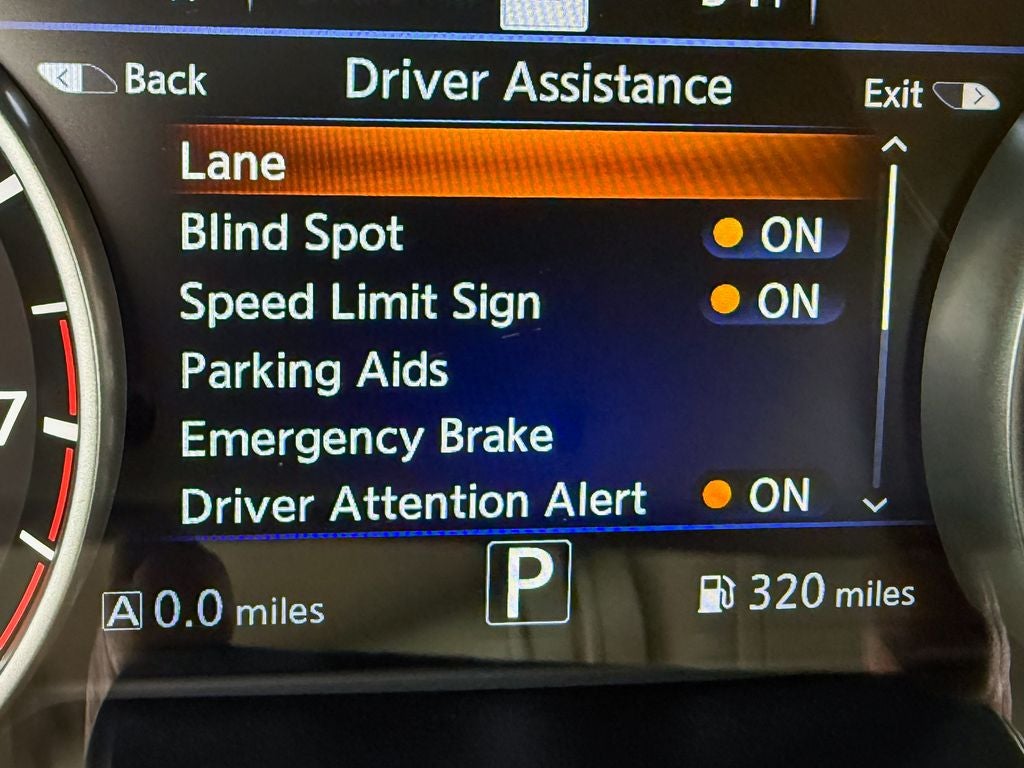 Back Driver Assistance Exit
Lane
Blind Spot ON
Speed Limit Sign ON
Parking Aids
Emergency Brake
Driver Attention Alert ON
7
A 0.0 miles P 320 miles